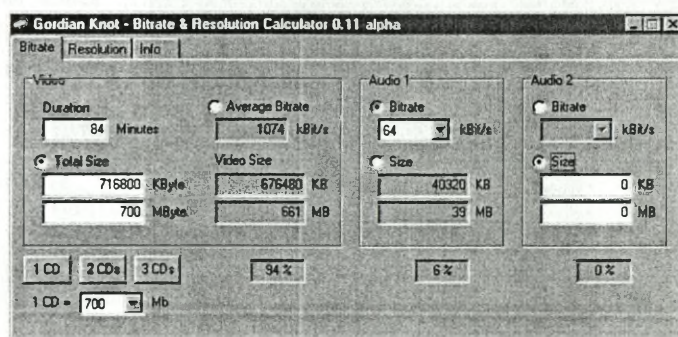 Gordian Knot - Bitrate & Resolution Calculator 0.11 alpha
Bitrate Resolution Info
Video
Duration
84 Minutes
Average Bitrate
1074 kBit/s
Total Size
716800 KByte
700 MByte
Video Size
676480 KB
661 MB
Audio 1
Bitrate
64 kBit/s
Size
40320 KB
39 MB
Audio 2
Bitrate
kBit/s
Size
0 KB
0 MB
1 CD 2 CDs 3 CDs 94 % 6 % 0 %
1 CD = 700 Mb